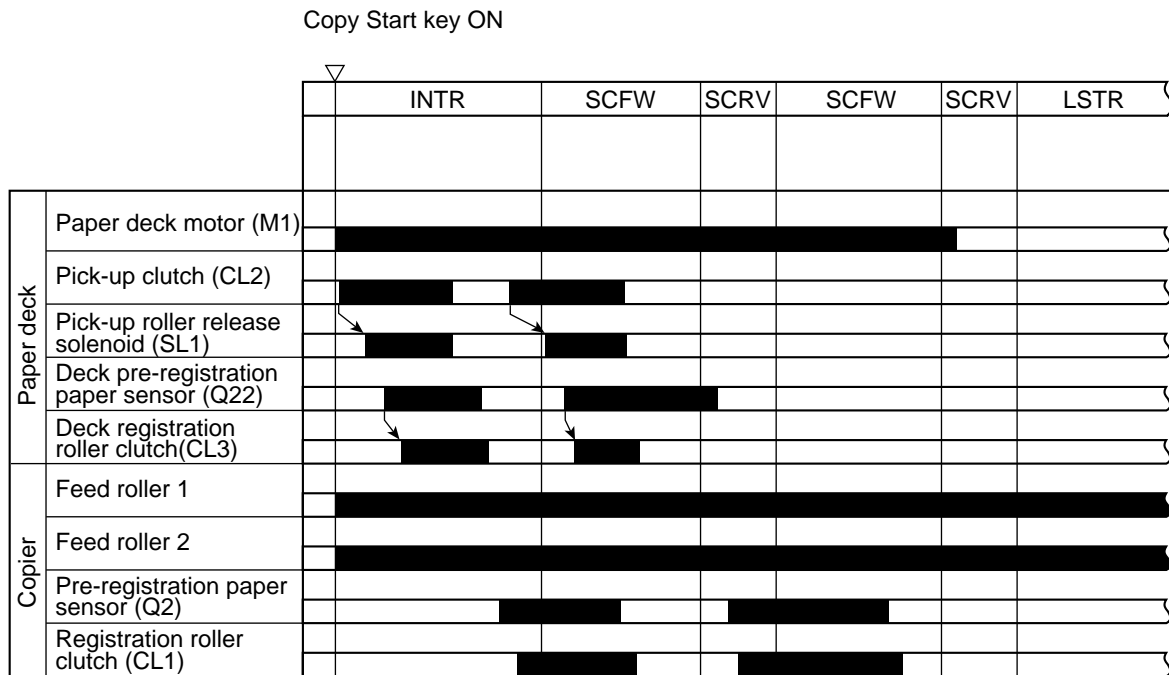 Copy Start key ON
INTR SCFW SCRV SCFW SCRV LSTR
Paper deck
Paper deck motor (M1)
Pick-up clutch (CL2)
Pick-up roller release
solenoid (SL1)
Deck pre-registration
paper sensor (Q22)
Deck registration
roller clutch(CL3)
Copier
Feed roller 1
Feed roller 2
Pre-registration paper
sensor (Q2)
Registration roller
clutch (CL1)